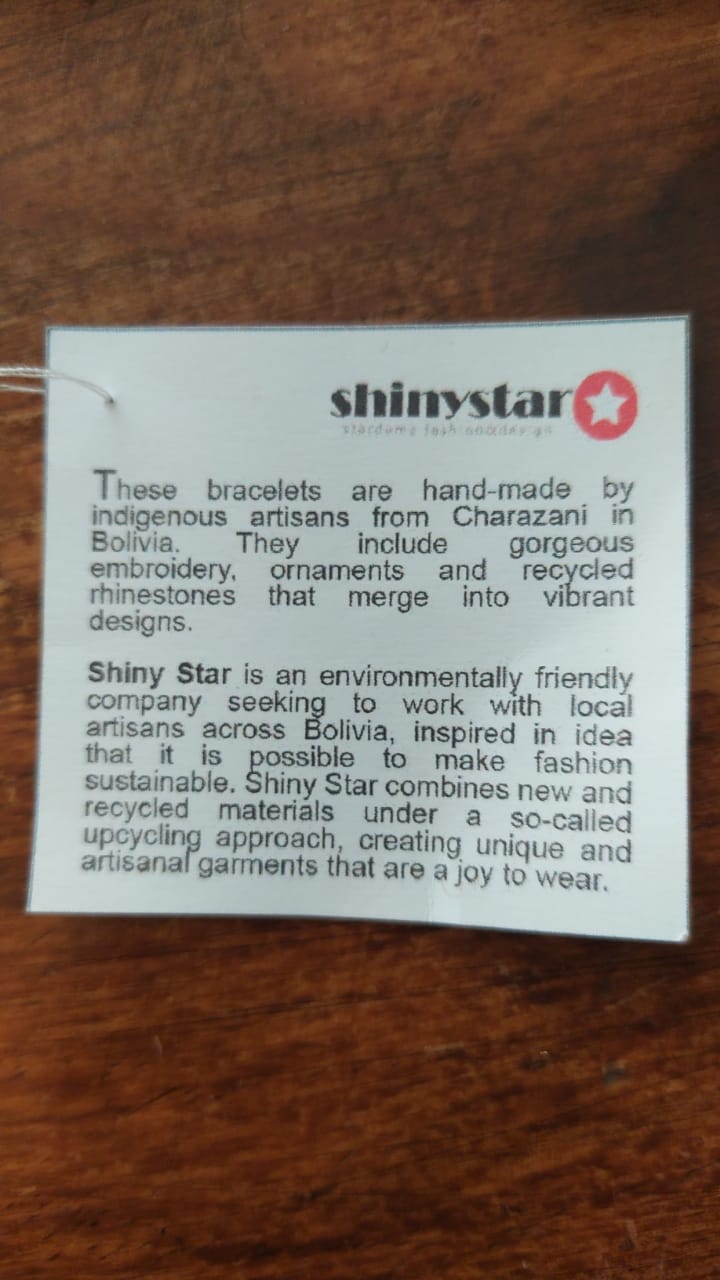 shinystar
These bracelets are hand-made by
indigenous artisans from Charazani in
Bolivia. They include gorgeous
embroidery, ornaments and recycled
rhinestones that merge into vibrant
designs.
Shiny Star is an environmentally friendly
company seeking to work with local
artisans across Bolivia, inspired in idea
that it is possible to make fashion
sustainable. Shiny Star combines new and
recycled materials under a so-called
upcycling approach, creating unique and
artisanal garments that are a joy to wear.